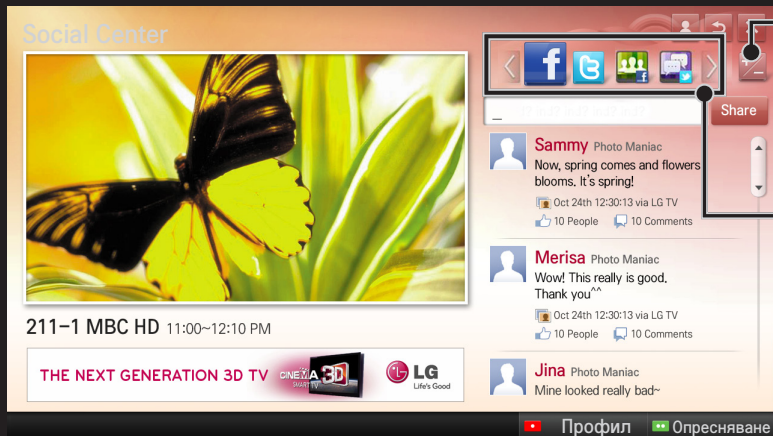 Social Center
f
Share
Sammy Photo Maniac
Now, spring comes and flowers
blooms. It's spring!
Oct 24th 12:30:13 via LG TV
10 People 10 Comments
Merisa Photo Maniac
Wow! This really is good.
Thank you^^
Oct 24th 12:30:13 via LG TV
10 People 10 Comments
Jina Photo Maniac
Mine looked really bad~
211-1 MBC HD 11:00~12:10 PM
THE NEXT GENERATION 3D TV CINEMA 3D SMART TV LG Life's Good
Профил Опресняване